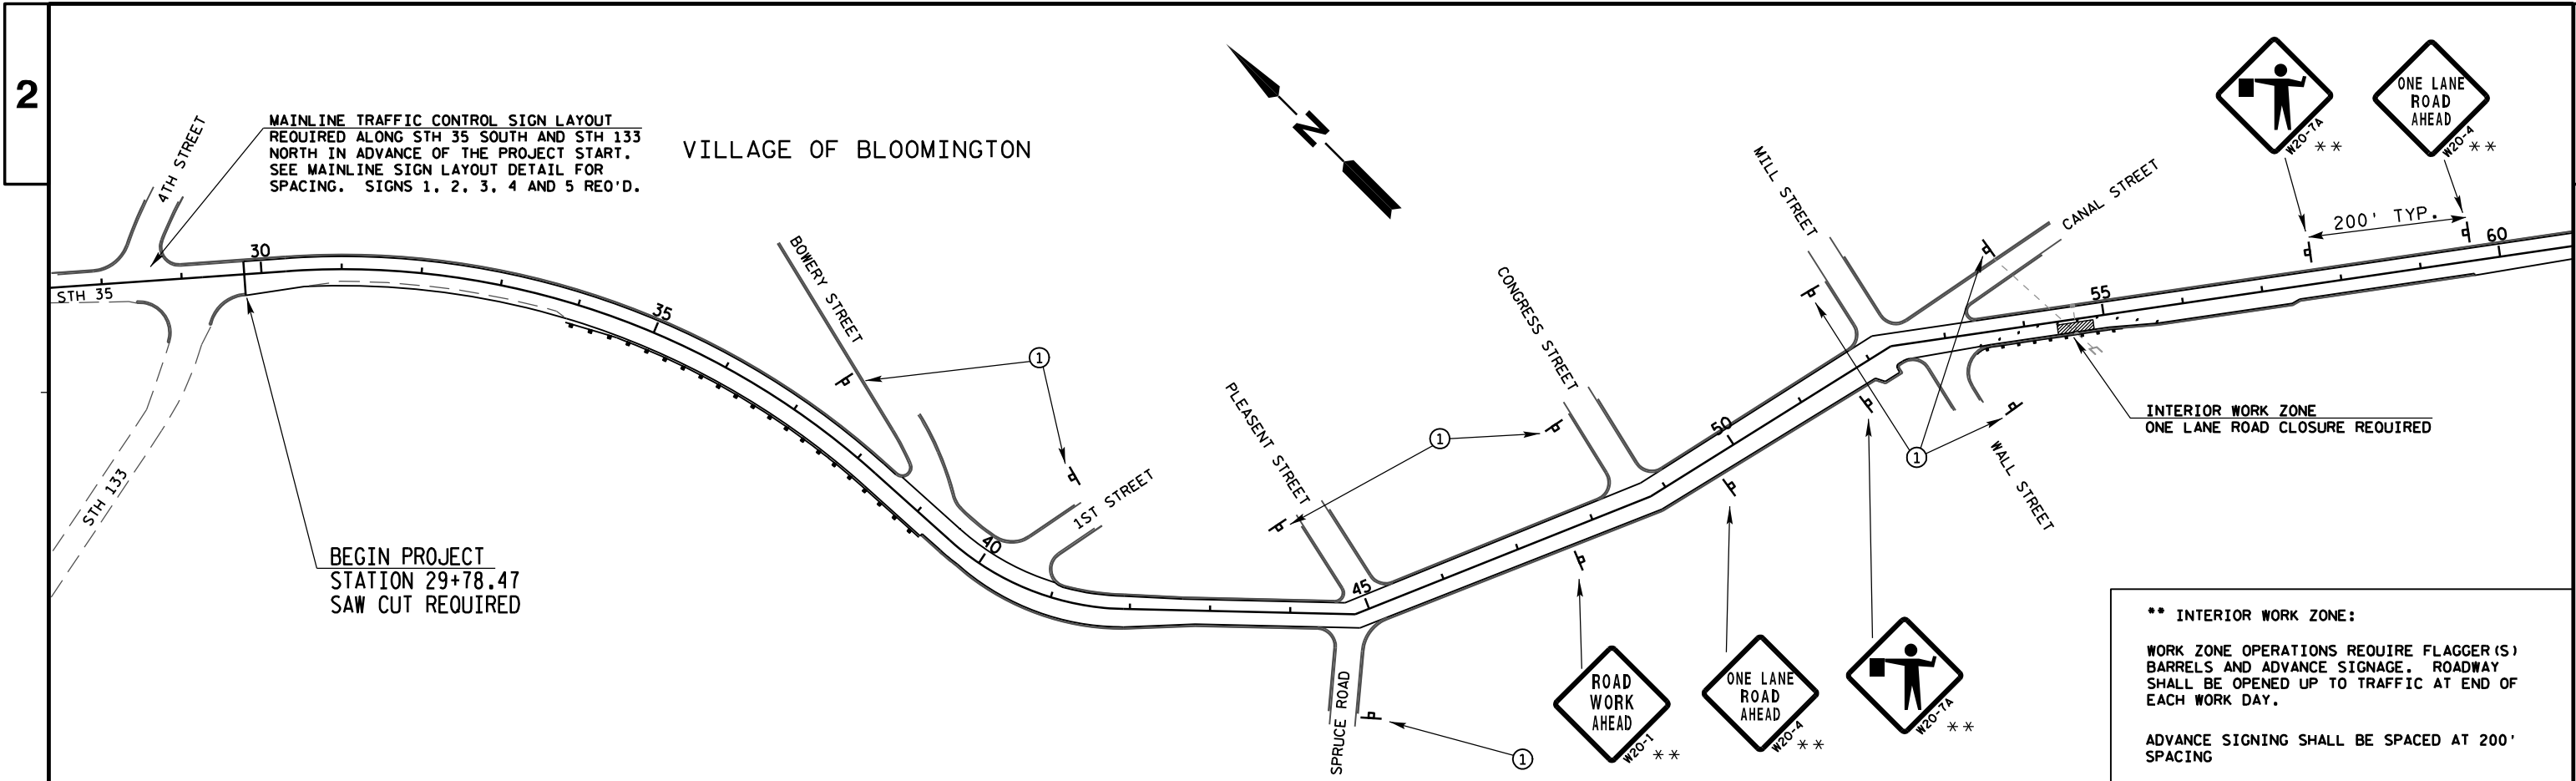 2
4TH STREET
MAINLINE TRAFFIC CONTROL SIGN LAYOUT
REQUIRED ALONG STH 35 SOUTH AND STH 133
NORTH IN ADVANCE OF THE PROJECT START.
SEE MAINLINE SIGN LAYOUT DETAIL FOR
SPACING. SIGNS 1, 2, 3, 4 AND 5 REQ'D.
VILLAGE OF BLOOMINGTON
N
STH 35
30
35
STH 133
BEGIN PROJECT
STATION 29+78.47
SAW CUT REQUIRED
BOWERY STREET
1
40
1ST STREET
PLEASENT STREET
1
45
SPRUCE ROAD
1
CONGRESS STREET
50
MILL STREET
CANAL STREET
1
WALL STREET
55
60
W20-7A
**
ONE LANE
ROAD
AHEAD
W20-4
**
200' TYP.
INTERIOR WORK ZONE
ONE LANE ROAD CLOSURE REQUIRED
ROAD
WORK
AHEAD
W20-1
**
ONE LANE
ROAD
AHEAD
W20-4
**
W20-7A
**
** INTERIOR WORK ZONE:
WORK ZONE OPERATIONS REQUIRE FLAGGER(S)
BARRELS AND ADVANCE SIGNAGE. ROADWAY
SHALL BE OPENED UP TO TRAFFIC AT END OF
EACH WORK DAY.
ADVANCE SIGNING SHALL BE SPACED AT 200'
SPACING